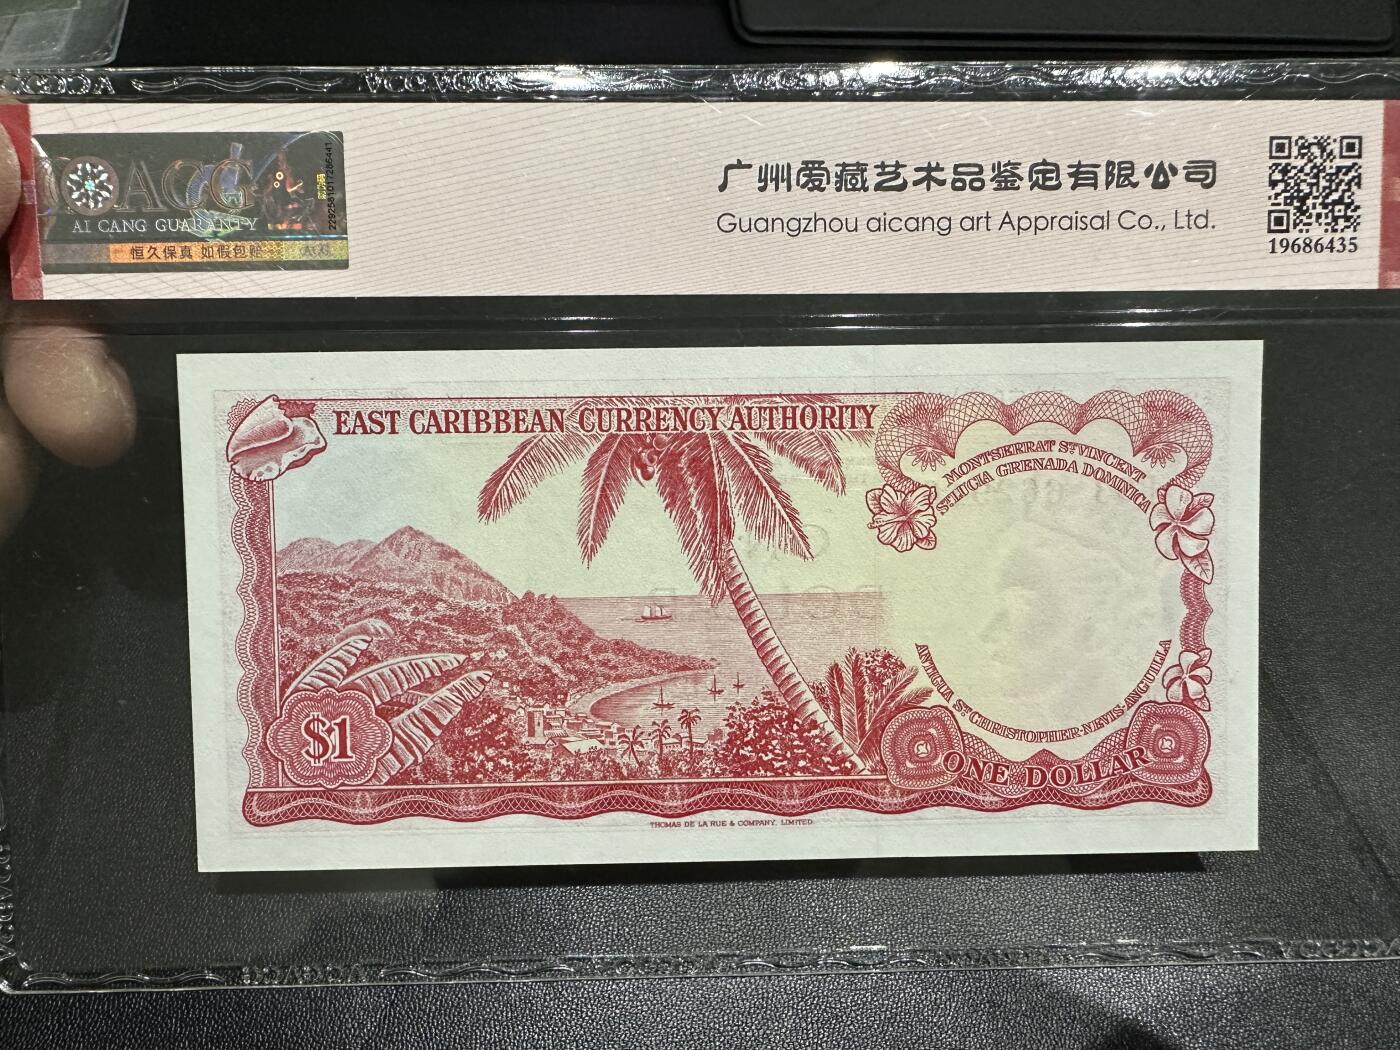 ACG
AI CANG GUARANTY
恒久保真 如假包赔
ACG
广州爱藏艺术品鉴定有限公司
Guangzhou aicang art Appraisal Co., Ltd.
19686435
EAST CARIBBEAN CURRENCY AUTHORITY
MONTSERRAT ST VINCENT
ST LUCIA GRENADA DOMINICA
ANTIGUA ST CHRISTOPHER-NEVIS-ANGUILLA
$1
ONE DOLLAR
THOMAS DE LA RUE & COMPANY, LIMITED.